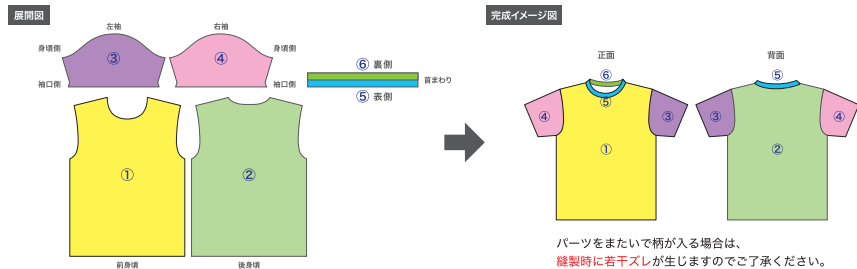 展開図
左袖
右袖
身頃側
③
④
身頃側
袖口側
袖口側
⑥ 裏側
首まわり
⑤ 表側
①
②
前身頃
後身頃
完成イメージ図
正面
背面
⑥
⑤
⑤
④
③
③
④
①
②
パーツをまたいで柄が入る場合は、
縫製時に若干ズレが生じますのでご了承ください。